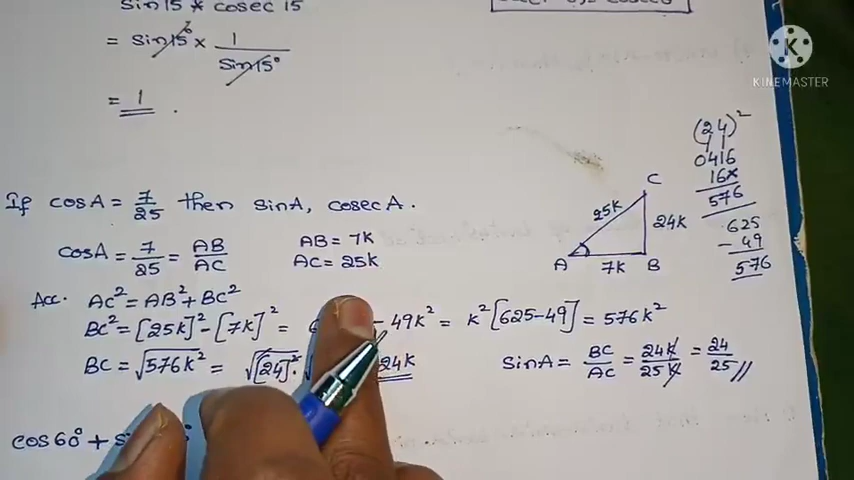 sin15 * cosec 15
= sin15° × 1/sin15°
= 1 .
K
KINEMASTER
(24)²
0416
16×
576
625
- 49
576
If cosA = 7/25 then sinA, cosecA.
cosA = 7/25 = AB/AC
AB = 7K
AC = 25K
C
25K
24K
A 7K B
Acc. AC² = AB² + BC²
BC² = [25K]² - [7K]² = 6 - 49K² = K² [625-49] = 576K²
BC = √576K² = √[24]². 24K
sinA = BC/AC = 24K/25K = 24/25 //
cos60° +